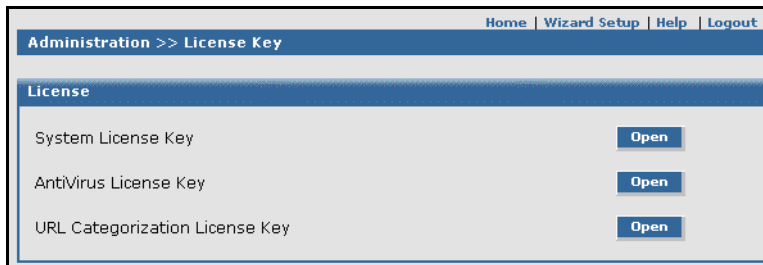 Home | Wizard Setup | Help | Logout
Administration >> License Key
License
System License Key Open
AntiVirus License Key Open
URL Categorization License Key Open